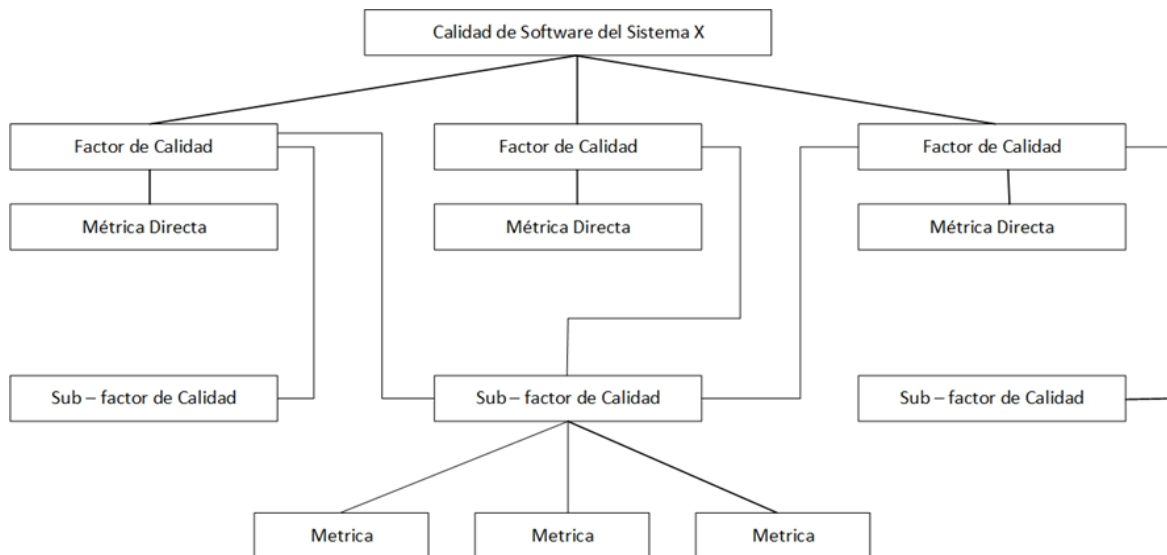 Calidad de Software del Sistema X
Factor de Calidad
Factor de Calidad
Factor de Calidad
Métrica Directa
Métrica Directa
Métrica Directa
Sub – factor de Calidad
Sub – factor de Calidad
Sub – factor de Calidad
Metrica
Metrica
Metrica